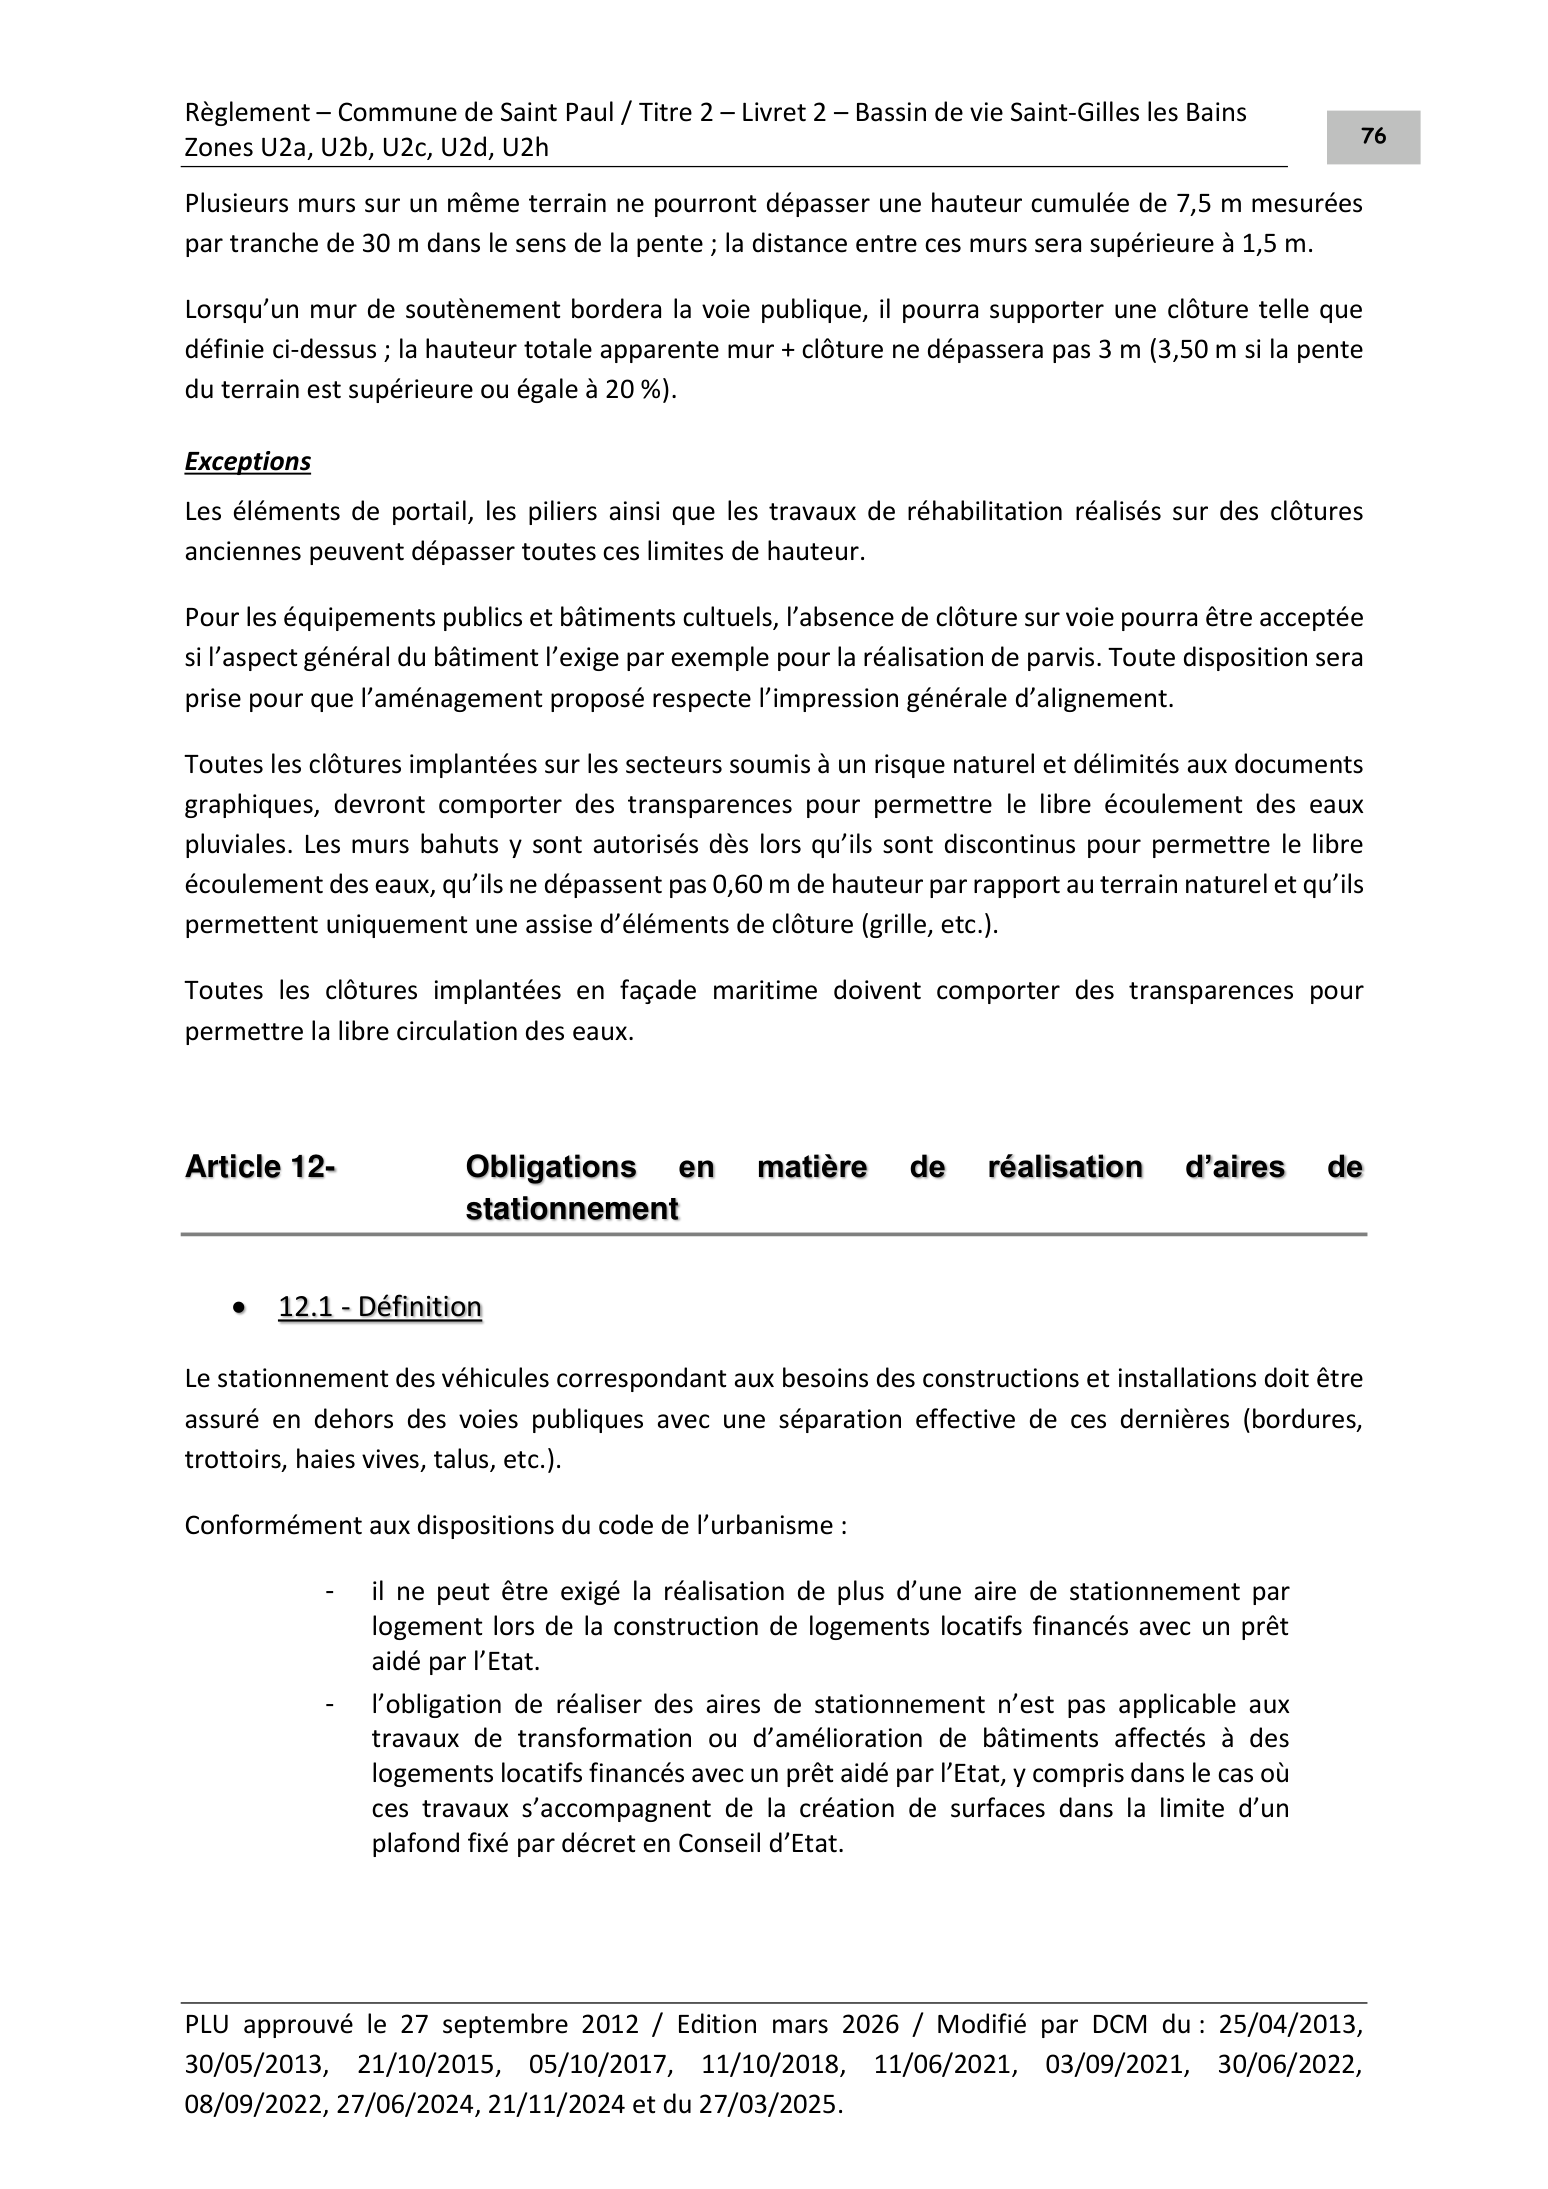 Règlement – Commune de Saint Paul / Titre 2 – Livret 2 – Bassin de vie Saint-Gilles les Bains
Zones U2a, U2b, U2c, U2d, U2h
76
Plusieurs murs sur un même terrain ne pourront dépasser une hauteur cumulée de 7,5 m mesurées
par tranche de 30 m dans le sens de la pente ; la distance entre ces murs sera supérieure à 1,5 m.
Lorsqu’un mur de soutènement bordera la voie publique, il pourra supporter une clôture telle que
définie ci-dessus ; la hauteur totale apparente mur + clôture ne dépassera pas 3 m (3,50 m si la pente
du terrain est supérieure ou égale à 20 %).
Exceptions
Les éléments de portail, les piliers ainsi que les travaux de réhabilitation réalisés sur des clôtures
anciennes peuvent dépasser toutes ces limites de hauteur.
Pour les équipements publics et bâtiments cultuels, l’absence de clôture sur voie pourra être acceptée
si l’aspect général du bâtiment l’exige par exemple pour la réalisation de parvis. Toute disposition sera
prise pour que l’aménagement proposé respecte l’impression générale d’alignement.
Toutes les clôtures implantées sur les secteurs soumis à un risque naturel et délimités aux documents
graphiques, devront comporter des transparences pour permettre le libre écoulement des eaux
pluviales. Les murs bahuts y sont autorisés dès lors qu’ils sont discontinus pour permettre le libre
écoulement des eaux, qu’ils ne dépassent pas 0,60 m de hauteur par rapport au terrain naturel et qu’ils
permettent uniquement une assise d’éléments de clôture (grille, etc.).
Toutes les clôtures implantées en façade maritime doivent comporter des transparences pour
permettre la libre circulation des eaux.
Article 12- Obligations en matière de réalisation d’aires de
stationnement
• 12.1 - Définition
Le stationnement des véhicules correspondant aux besoins des constructions et installations doit être
assuré en dehors des voies publiques avec une séparation effective de ces dernières (bordures,
trottoirs, haies vives, talus, etc.).
Conformément aux dispositions du code de l’urbanisme :
- il ne peut être exigé la réalisation de plus d’une aire de stationnement par
logement lors de la construction de logements locatifs financés avec un prêt
aidé par l’Etat.
- l’obligation de réaliser des aires de stationnement n’est pas applicable aux
travaux de transformation ou d’amélioration de bâtiments affectés à des
logements locatifs financés avec un prêt aidé par l’Etat, y compris dans le cas où
ces travaux s’accompagnent de la création de surfaces dans la limite d’un
plafond fixé par décret en Conseil d’Etat.
PLU approuvé le 27 septembre 2012 / Edition mars 2026 / Modifié par DCM du : 25/04/2013,
30/05/2013, 21/10/2015, 05/10/2017, 11/10/2018, 11/06/2021, 03/09/2021, 30/06/2022,
08/09/2022, 27/06/2024, 21/11/2024 et du 27/03/2025.